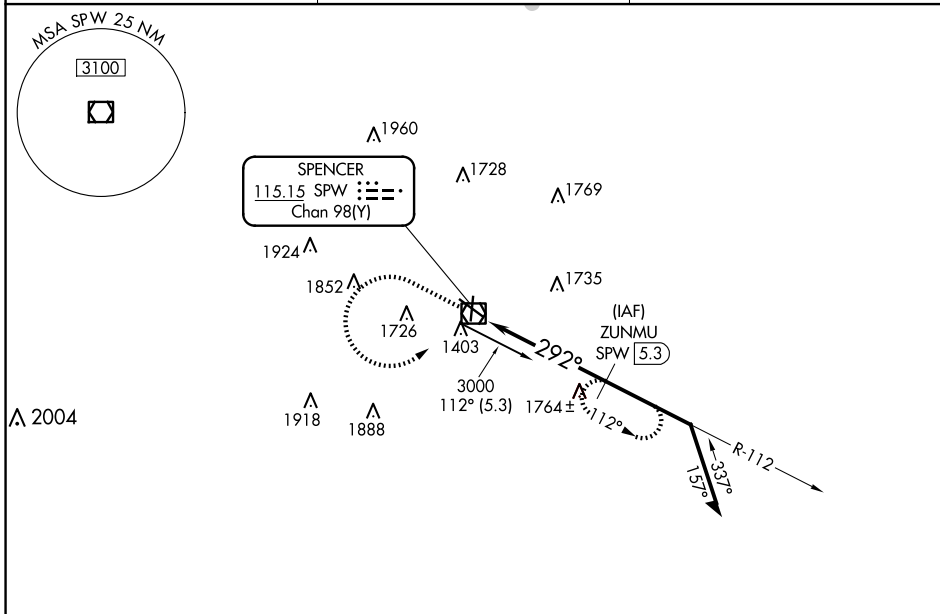 MSA SPW 25 NM
3100
1960
1728
1769
SPENCER
115.15 SPW
Chan 98(Y)
1924
1852
1735
1726
1403
(IAF)
ZUNMU
SPW 5.3
292°
3000
112° (5.3)
1764±
112°
1918
1888
2004
R-112
337°
157°